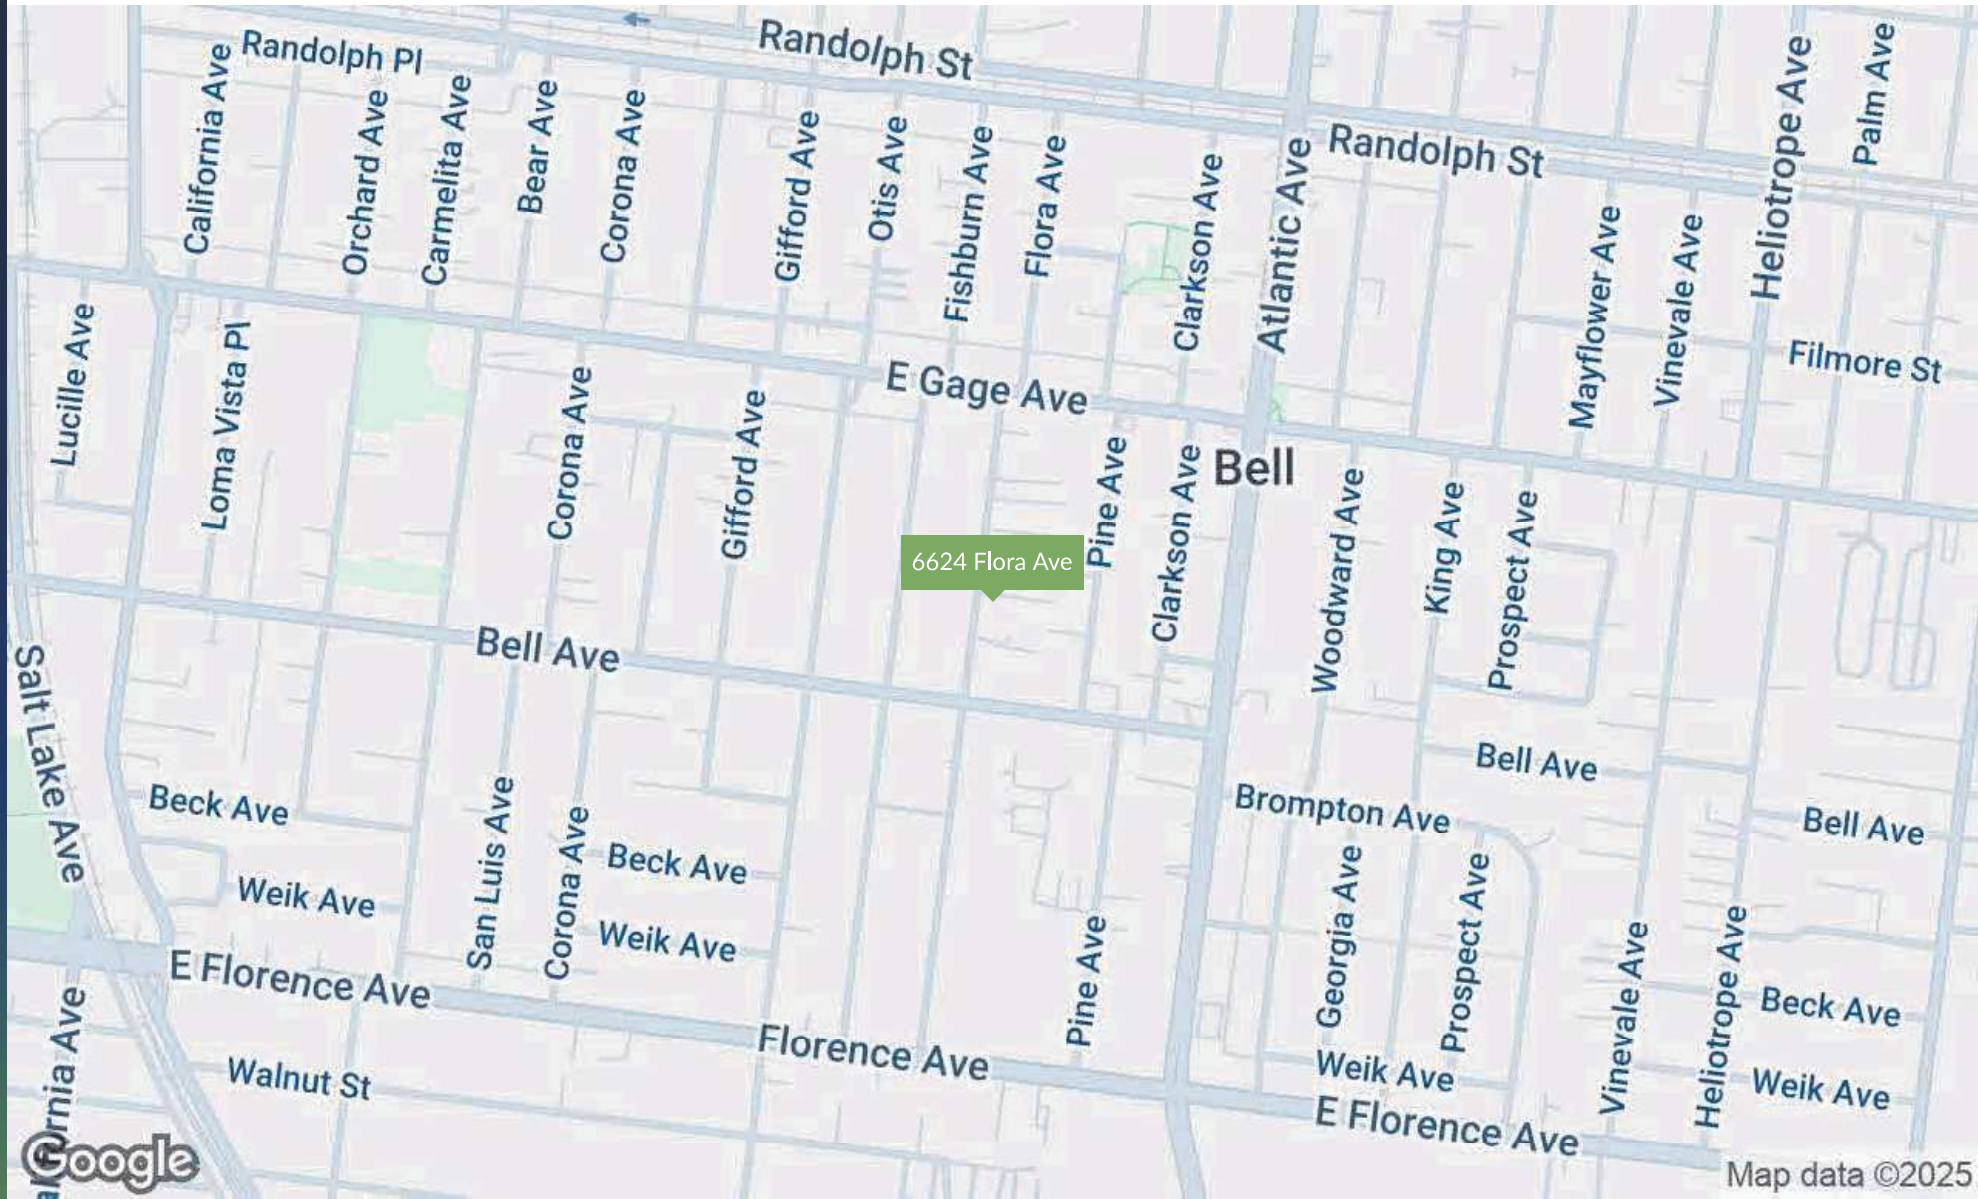 Randolph Pl
Randolph St
Randolph St
California Ave
Orchard Ave
Carmelita Ave
Bear Ave
Corona Ave
Gifford Ave
Otis Ave
Fishburn Ave
Flora Ave
Clarkson Ave
Atlantic Ave
Mayflower Ave
Vinevale Ave
Heliotrope Ave
Palm Ave
Filmore St
E Gage Ave
Lucille Ave
Loma Vista Pl
Corona Ave
Gifford Ave
Pine Ave
Clarkson Ave
Bell
Woodward Ave
King Ave
Prospect Ave
6624 Flora Ave
Bell Ave
Salt Lake Ave
Bell Ave
Bell Ave
Brompton Ave
Beck Ave
San Luis Ave
Corona Ave
Beck Ave
Weik Ave
Weik Ave
Georgia Ave
Prospect Ave
Pine Ave
Vinevale Ave
Heliotrope Ave
Beck Ave
E Florence Ave
Florence Ave
Weik Ave
Weik Ave
Walnut St
E Florence Ave
Google
Map data ©2025